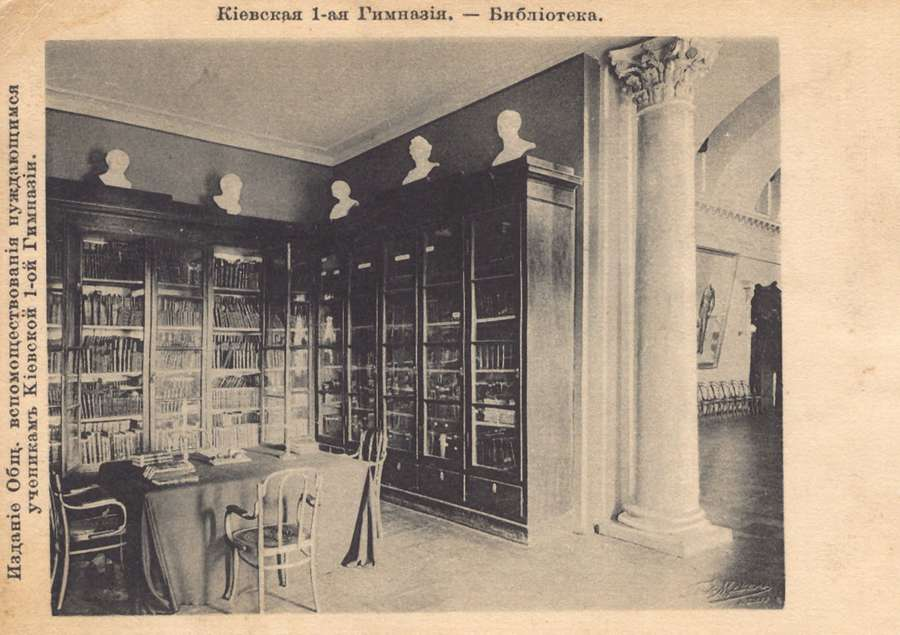 Кіевская 1-ая Гимназія. — Библіотека.
Изданіе Общ. вспомоществованія нуждающимся
ученикамъ Кіевской 1-ой Гимназіи.